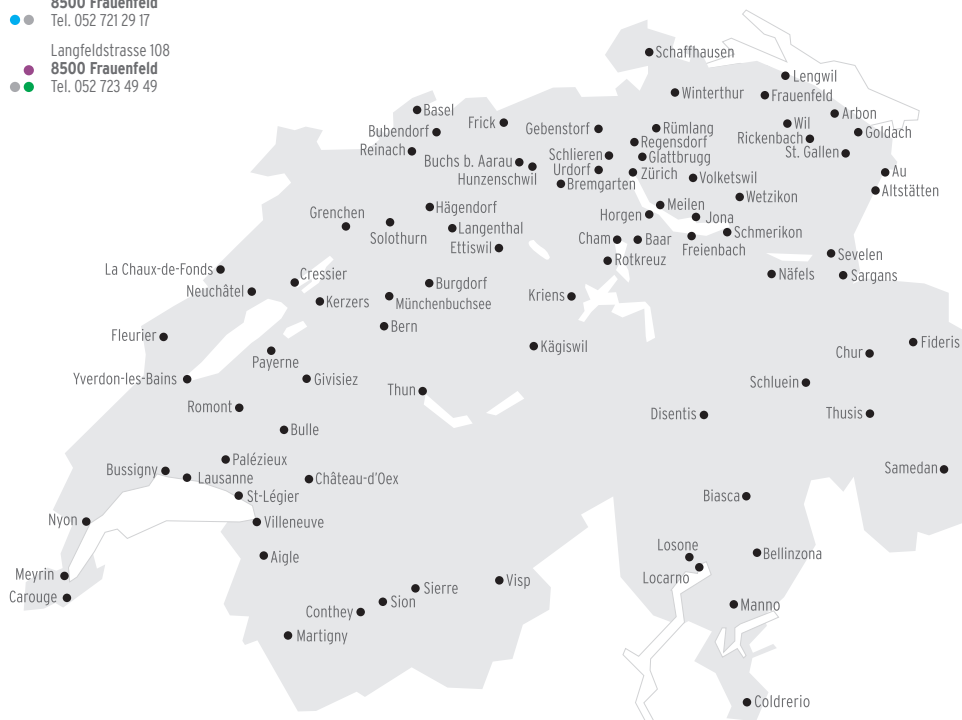 8500 Frauenfeld
Tel. 052 721 29 17
Langfeldstrasse 108
8500 Frauenfeld
Tel. 052 723 49 49
Schaffhausen
Lengwil
Winterthur
Frauenfeld
Basel
Arbon
Frick
Gebenstorf
Rümlang
Wil
Bubendorf
Goldach
Rickenbach
Regensdorf
Reinach
St. Gallen
Schlieren
Glattbrugg
Buchs b. Aarau
Urdorf
Zürich
Au
Hunzenschwil
Volketswil
Bremgarten
Altstätten
Wetzikon
Meilen
Hägendorf
Grenchen
Horgen
Jona
Solothurn
Langenthal
Schmerikon
Cham
Baar
Ettiswil
Freienbach
Sevelen
Rotkreuz
La Chaux-de-Fonds
Cressier
Näfels
Sargans
Burgdorf
Neuchâtel
Kriens
Kerzers
Münchenbuchsee
Bern
Fleurier
Fideris
Kägiswil
Chur
Payerne
Yverdon-les-Bains
Givisiez
Schluein
Thun
Romont
Disentis
Thusis
Bulle
Palézieux
Samedan
Bussigny
Lausanne
Château-d'Oex
St-Légier
Biasca
Nyon
Villeneuve
Losone
Bellinzona
Aigle
Meyrin
Locarno
Visp
Sierre
Carouge
Sion
Manno
Conthey
Martigny
Coldrerio